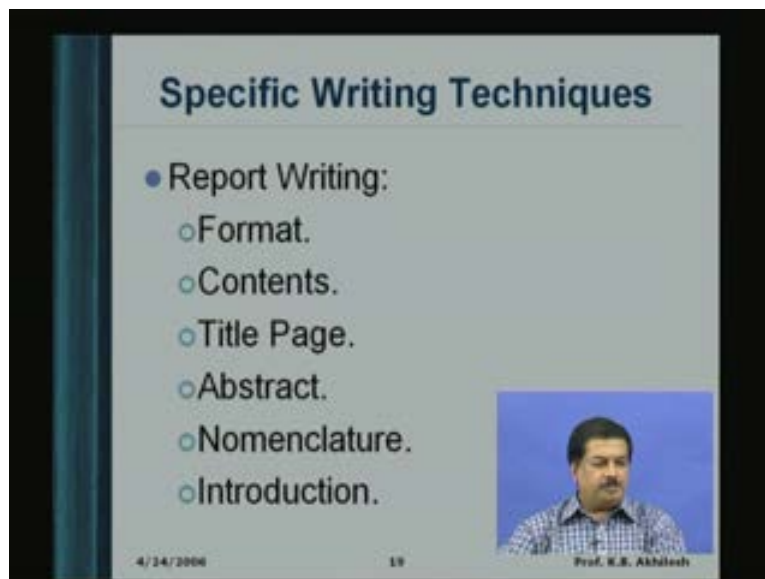 Specific Writing Techniques
Report Writing:
Format.
Contents.
Title Page.
Abstract.
Nomenclature.
Introduction.
4/24/2006 19 Prof. K.B. Akhilesh